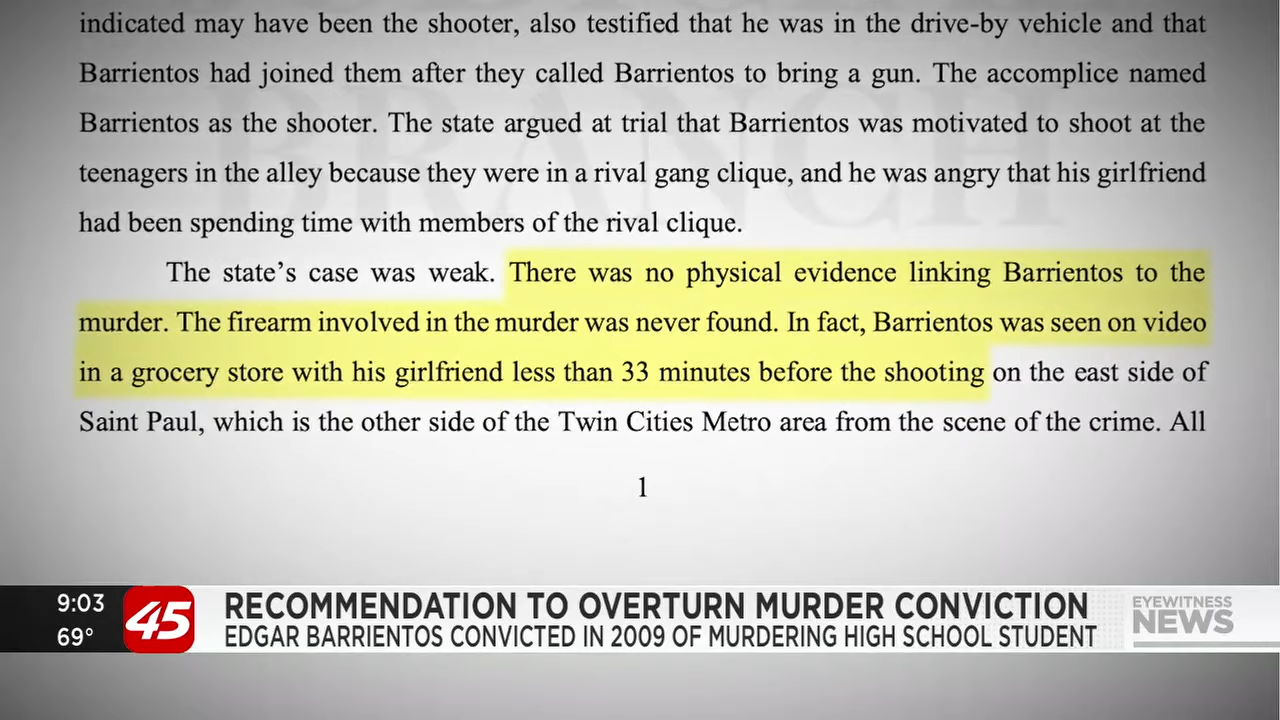 indicated may have been the shooter, also testified that he was in the drive-by vehicle and that
Barrientos had joined them after they called Barrientos to bring a gun. The accomplice named
Barrientos as the shooter. The state argued at trial that Barrientos was motivated to shoot at the
teenagers in the alley because they were in a rival gang clique, and he was angry that his girlfriend
had been spending time with members of the rival clique.
The state's case was weak. There was no physical evidence linking Barrientos to the
murder. The firearm involved in the murder was never found. In fact, Barrientos was seen on video
in a grocery store with his girlfriend less than 33 minutes before the shooting on the east side of
Saint Paul, which is the other side of the Twin Cities Metro area from the scene of the crime. All
1
9:03
69°
45
RECOMMENDATION TO OVERTURN MURDER CONVICTION
EDGAR BARRIENTOS CONVICTED IN 2009 OF MURDERING HIGH SCHOOL STUDENT
EYEWITNESS
NEWS
BRANCH